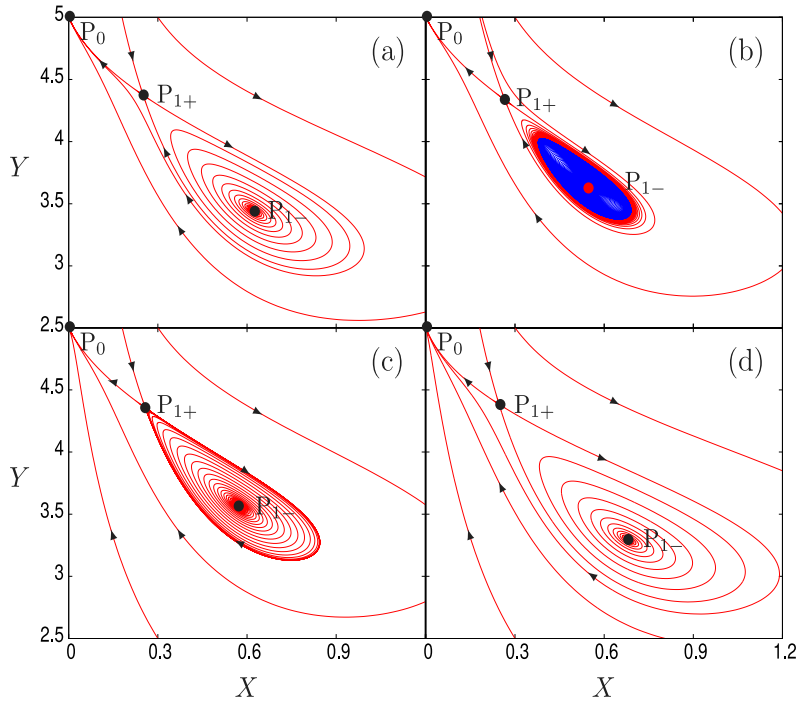 5
P₀
(a)
P₁₊
4.5
4
Y
3.5
P₁₋
3
2.5
(b)
P₀
P₁₊
P₁₋
(c)
P₀
P₁₊
4.5
4
Y
3.5
P₁₋
3
2.5
0 0.3 0.6 0.9
X
(d)
P₀
P₁₊
P₁₋
0 0.3 0.6 0.9 1.2
X